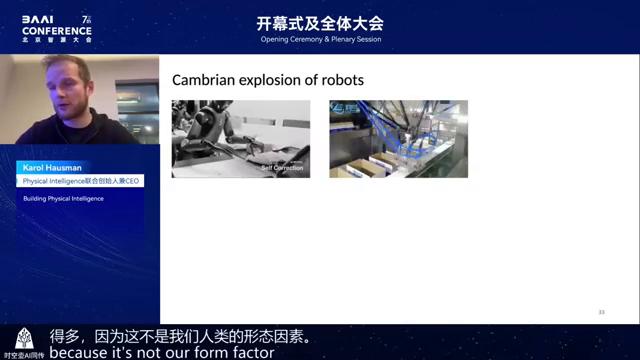 BAAI
CONFERENCE
北京智源大会
7th
开幕式及全体大会
Opening Ceremony & Plenary Session
Cambrian explosion of robots
Self Correction
Karol Hausman
Physical Intelligence联合创始人兼CEO
Building Physical Intelligence
33
时空壶AI同传
得多，因为这不是我们人类的形态因素。
because it's not our form factor